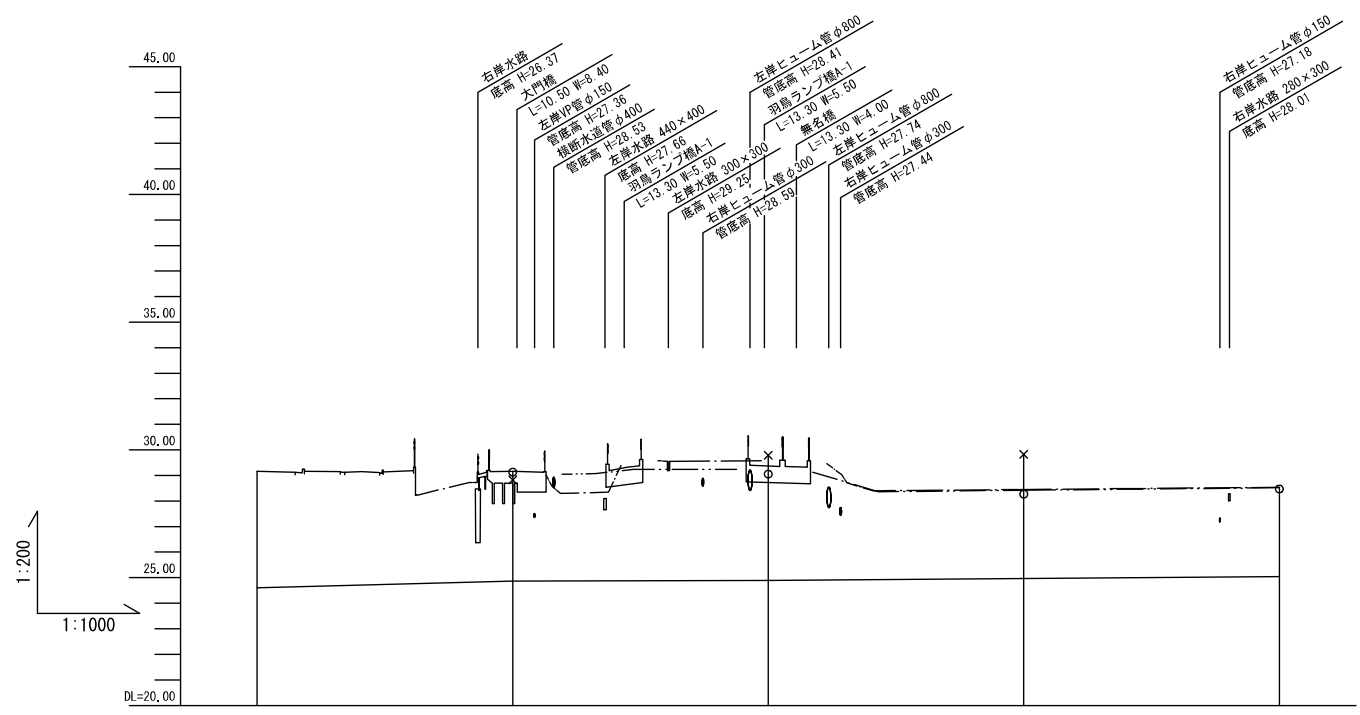 45.00
40.00
35.00
30.00
25.00
DL=20.00
1:200
1:1000
右岸水路
底高 H=26.37
大門橋
L=10.50 W=8.40
左岸VP管φ150
管底高 H=27.36
横断水道管φ400
管底高 H=28.53
左岸水路 440×400
底高 H=27.66
羽鳥ランプ橋A-1
L=13.30 W=5.50
左岸水路 300×300
底高 H=29.25
右岸ヒューム管φ300
管底高 H=28.59
左岸ヒューム管φ800
管底高 H=28.41
羽鳥ランプ橋A-1
L=13.30 W=5.50
無名橋
L=13.30 W=4.00
左岸ヒューム管φ800
管底高 H=27.74
右岸ヒューム管φ300
管底高 H=27.44
右岸ヒューム管φ150
管底高 H=27.18
右岸水路 280×300
底高 H=28.01